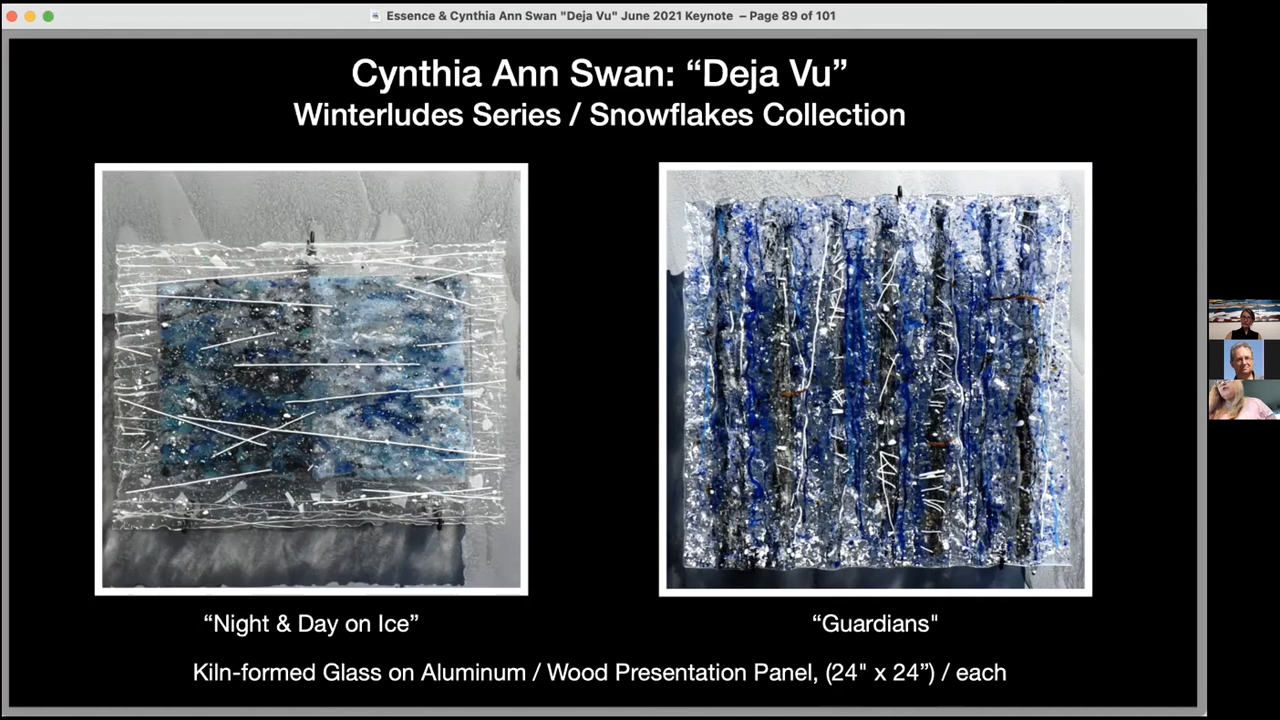 Essence & Cynthia Ann Swan "Deja Vu" June 2021 Keynote – Page 89 of 101
Cynthia Ann Swan: “Deja Vu”
Winterludes Series / Snowflakes Collection
“Night & Day on Ice”
“Guardians"
Kiln-formed Glass on Aluminum / Wood Presentation Panel, (24" x 24”) / each